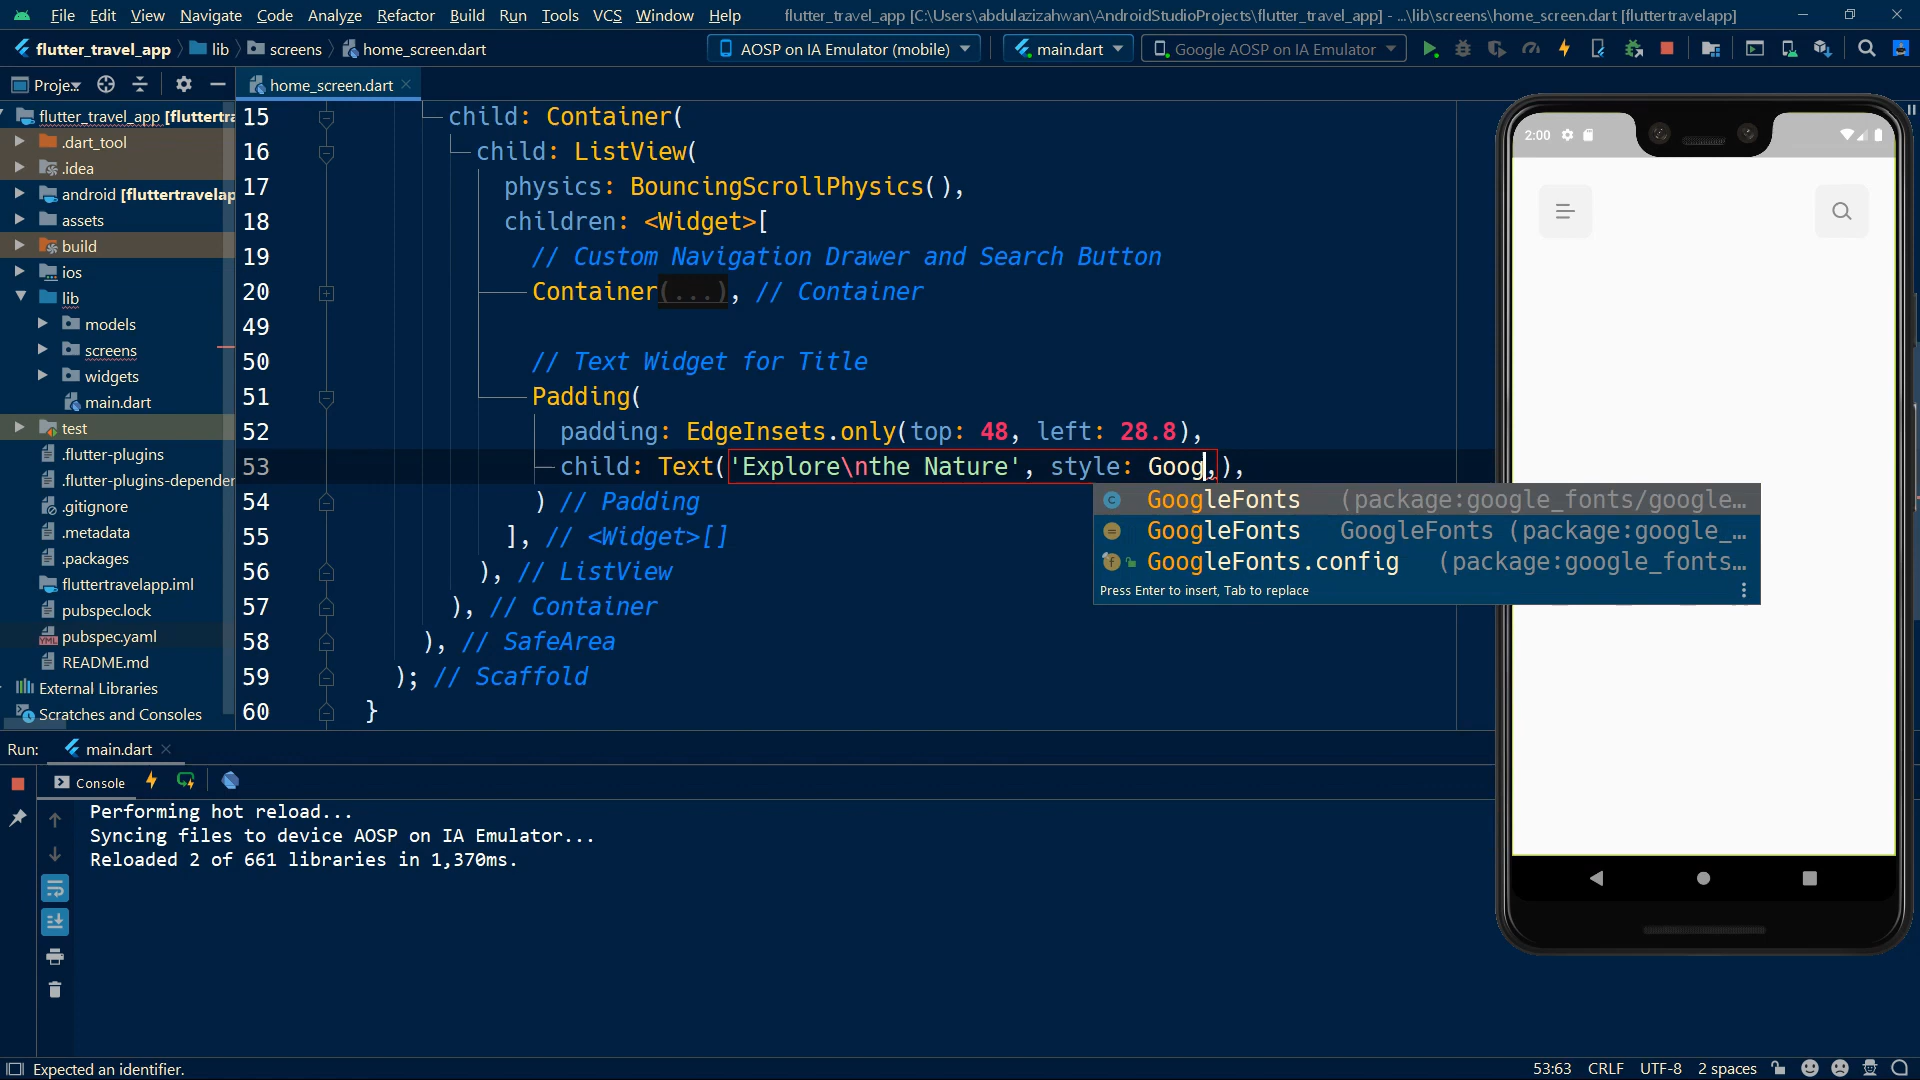 File Edit View Navigate Code Analyze Refactor Build Run Tools VCS Window Help flutter_travel_app [C:\Users\abdulazizahwan\AndroidStudioProjects\flutter_travel_app] - ...\lib\screens\home_screen.dart [fluttertravelapp]
flutter_travel_app lib screens home_screen.dart AOSP on IA Emulator (mobile) main.dart Google AOSP on IA Emulator
Proje... home_screen.dart
flutter_travel_app [fluttertra
.dart_tool
.idea
android [fluttertravelap
assets
build
ios
lib
models
screens
widgets
main.dart
test
.flutter-plugins
.flutter-plugins-depender
.gitignore
.metadata
.packages
fluttertravelapp.iml
pubspec.lock
pubspec.yaml
README.md
External Libraries
Scratches and Consoles
15 child: Container(
16 child: ListView(
17 physics: BouncingScrollPhysics(),
18 children: <Widget>[
19 // Custom Navigation Drawer and Search Button
20 Container(...), // Container
49
50 // Text Widget for Title
51 Padding(
52 padding: EdgeInsets.only(top: 48, left: 28.8),
53 child: Text('Explore\nthe Nature', style: Goog,),
54 ) // Padding
55 ], // <Widget>[]
56 ), // ListView
57 ), // Container
58 ), // SafeArea
59 ); // Scaffold
60 }
GoogleFonts (package:google_fonts/google...
GoogleFonts GoogleFonts (package:google_...
GoogleFonts.config (package:google_fonts...
Press Enter to insert, Tab to replace
2:00
Run: main.dart
Console
Performing hot reload...
Syncing files to device AOSP on IA Emulator...
Reloaded 2 of 661 libraries in 1,370ms.
Expected an identifier. 53:63 CRLF UTF-8 2 spaces